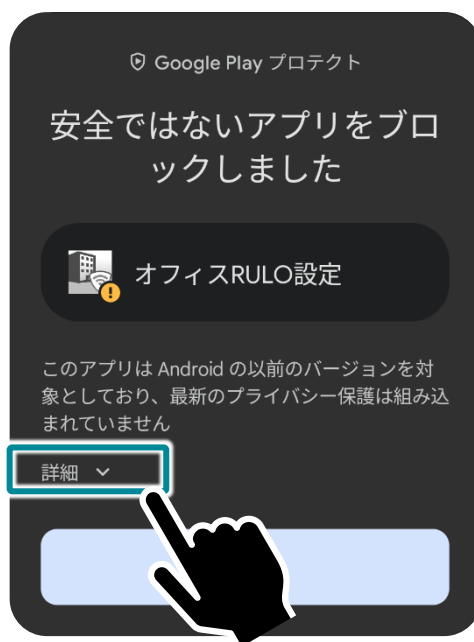 Google Play プロテクト
安全ではないアプリをブロ
ックしました
オフィスRULO設定
このアプリは Android の以前のバージョンを対
象としており、最新のプライバシー保護は組み込
まれていません
詳細